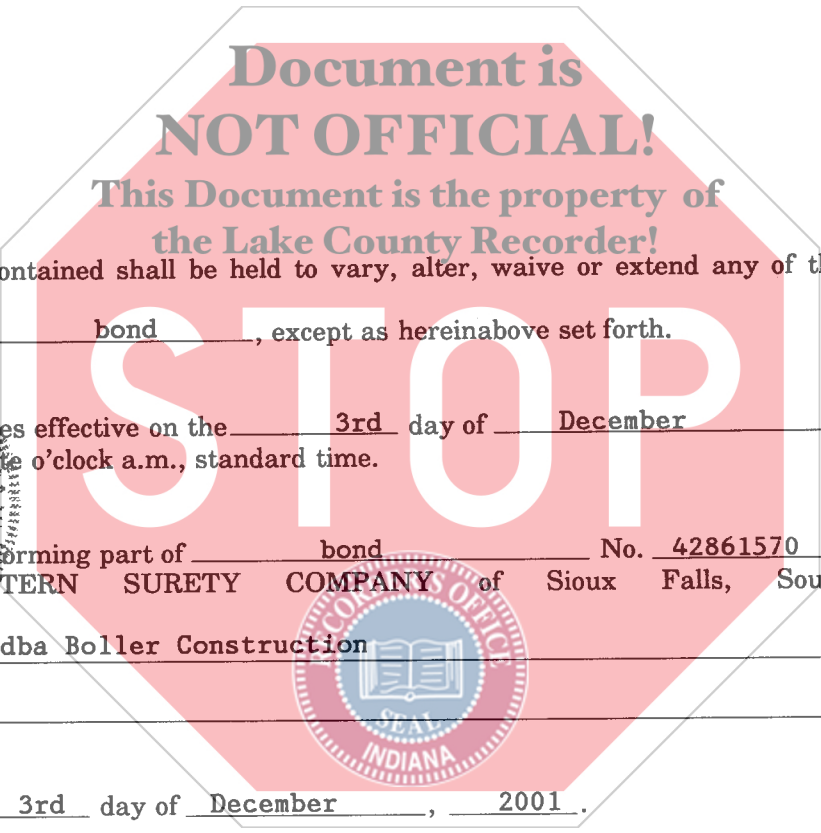 Document is
NOT OFFICIAL!
This Document is the property of
the Lake County Recorder!
ontained shall be held to vary, alter, waive or extend any of t
bond, except as hereinabove set forth.
es effective on the 3rd day of December
te o'clock a.m., standard time.
STOP
orming part of bond No. 42861570
TERN SURETY COMPANY of Sioux Falls, Sou
dba Boller Construction
RECORDER'S OFFICE
SEAL
INDIANA
3rd day of December, 2001.